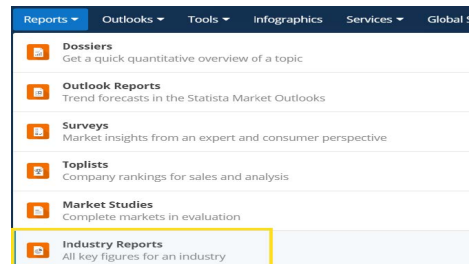 Reports Outlooks Tools Infographics Services Global S
Dossiers
Get a quick quantitative overview of a topic
Outlook Reports
Trend forecasts in the Statista Market Outlooks
Surveys
Market insights from an expert and consumer perspective
Toplists
Company rankings for sales and analysis
Market Studies
Complete markets in evaluation
Industry Reports
All key figures for an industry